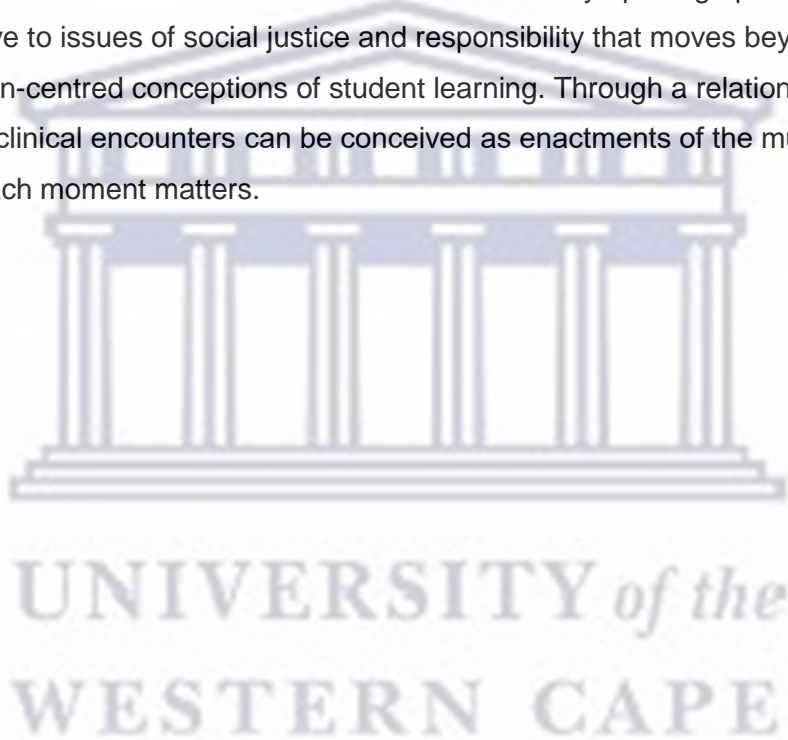 ve to issues of social justice and responsibility that moves bey
n-centred conceptions of student learning. Through a relation
clinical encounters can be conceived as enactments of the mu
ch moment matters.
UNIVERSITY of the
WESTERN CAPE